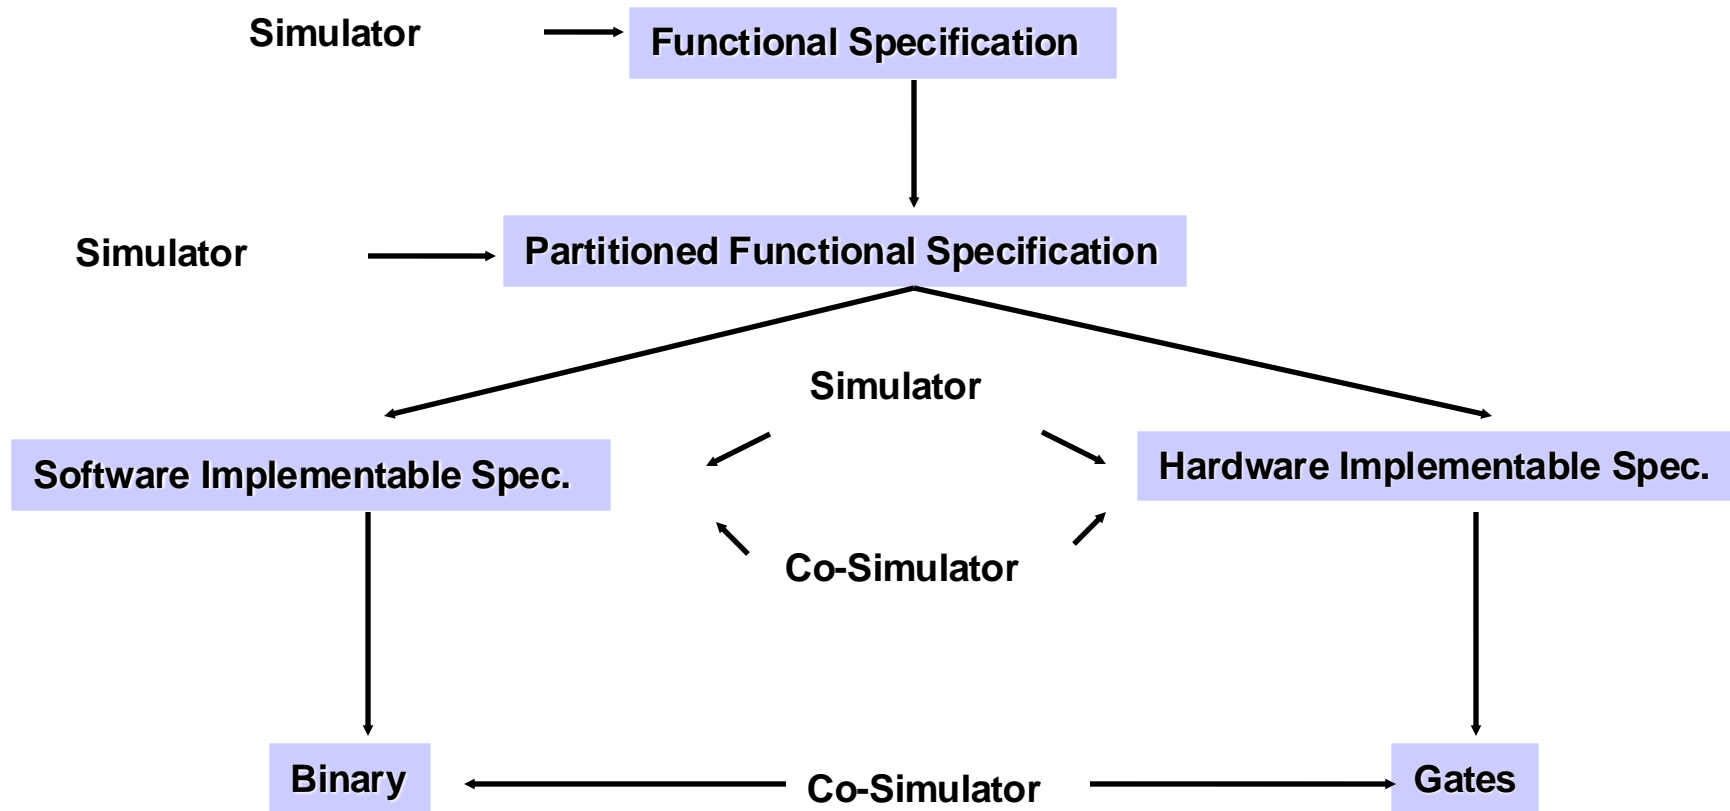 Simulator
Functional Specification
Simulator
Partitioned Functional Specification
Simulator
Software Implementable Spec.
Hardware Implementable Spec.
Co-Simulator
Binary
Co-Simulator
Gates